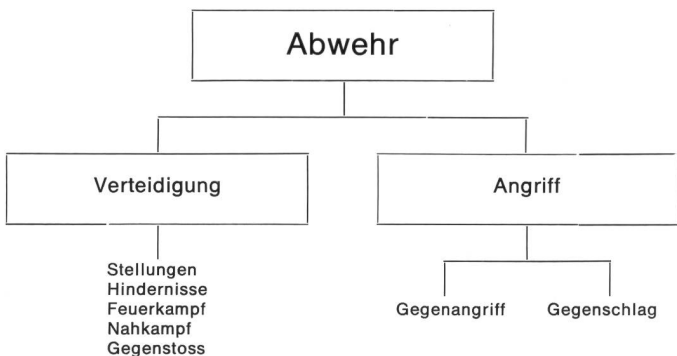 Abwehr
Verteidigung
Angriff
Stellungen
Hindernisse
Feuerkampf
Nahkampf
Gegenstoss
Gegenangriff
Gegenschlag